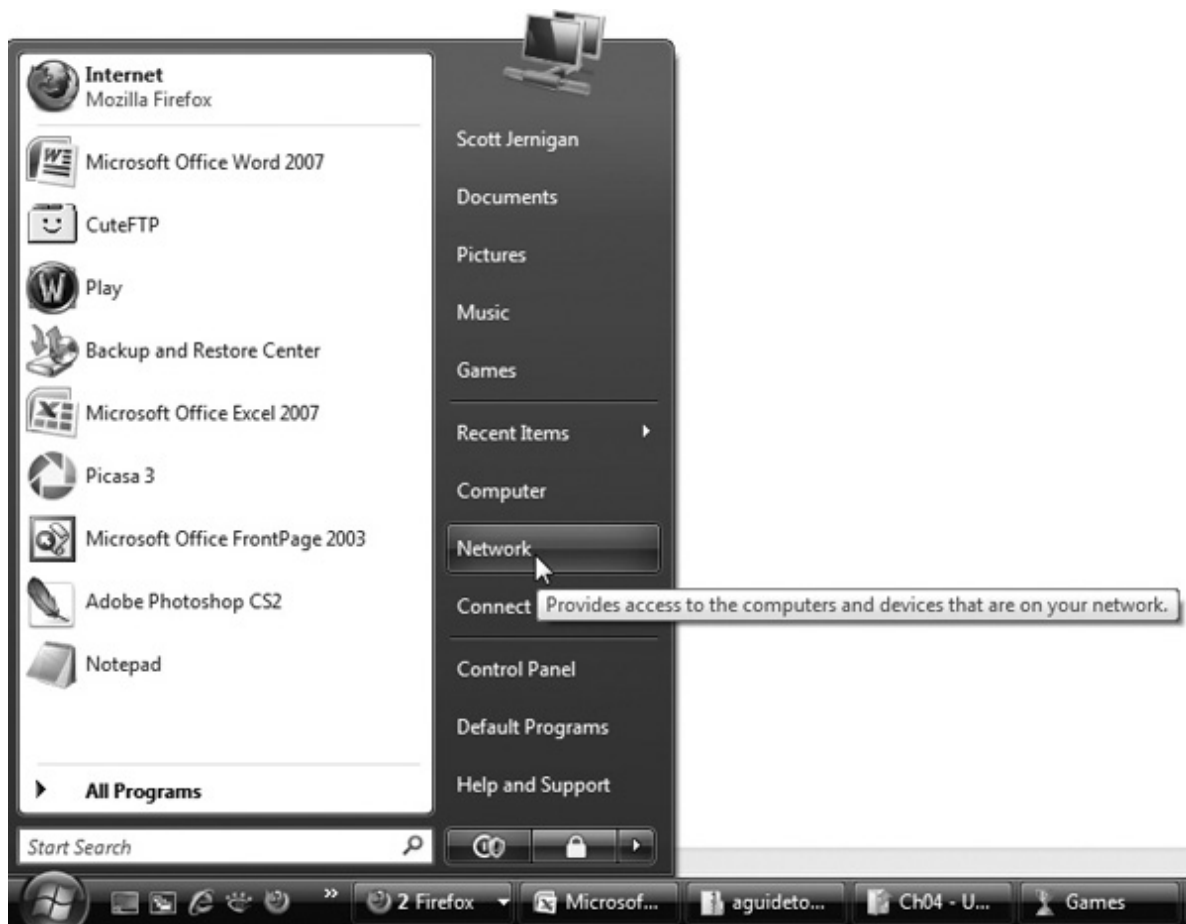 Internet
Mozilla Firefox
Microsoft Office Word 2007
CuteFTP
Play
Backup and Restore Center
Microsoft Office Excel 2007
Picasa 3
Microsoft Office FrontPage 2003
Adobe Photoshop CS2
Notepad
All Programs
Start Search
Scott Jernigan
Documents
Pictures
Music
Games
Recent Items
Computer
Network
Connect
Provides access to the computers and devices that are on your network.
Control Panel
Default Programs
Help and Support
2 Firefox
Microsof...
aguideto...
Ch04 - U...
Games